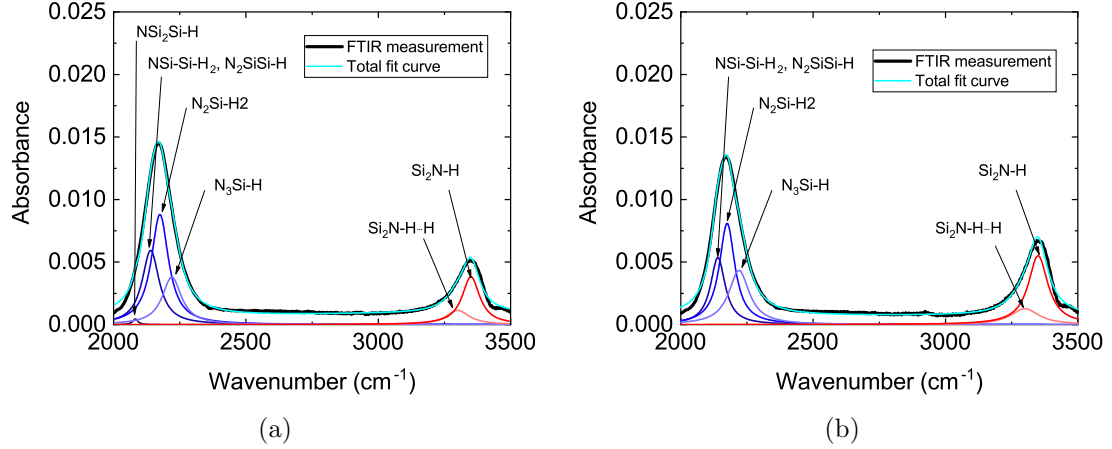 NSi₂Si-H
NSi-Si-H₂, N₂SiSi-H
N₂Si-H2
N₃Si-H
Si₂N-H
Si₂N-H--H
FTIR measurement
Total fit curve
0.025
0.020
0.015
0.010
0.005
0.000
Absorbance
2000 2500 3000 3500
Wavenumber (cm⁻¹)
(a)
NSi-Si-H₂, N₂SiSi-H
N₂Si-H2
N₃Si-H
Si₂N-H
Si₂N-H--H
FTIR measurement
Total fit curve
0.025
0.020
0.015
0.010
0.005
0.000
Absorbance
2000 2500 3000 3500
Wavenumber (cm⁻¹)
(b)